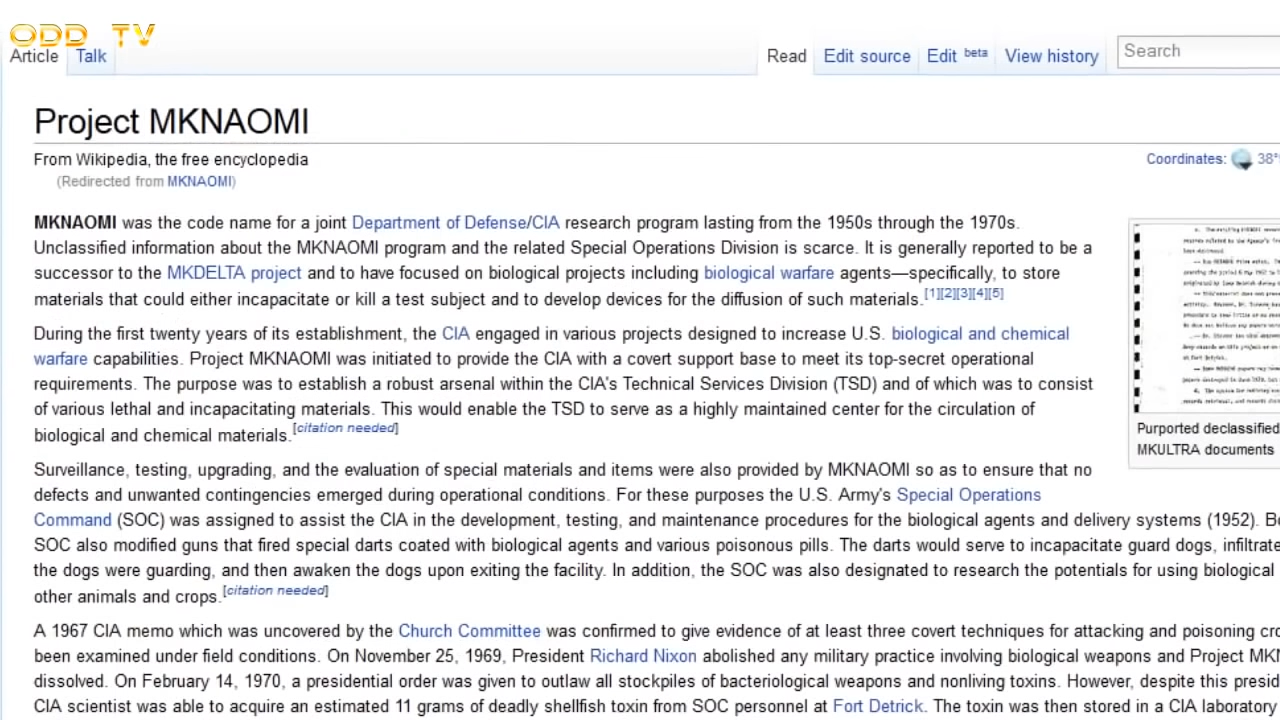 ODD TV
Article Talk Read Edit source Edit beta View history Search
Project MKNAOMI
From Wikipedia, the free encyclopedia
Coordinates: 38°
(Redirected from MKNAOMI)
MKNAOMI was the code name for a joint Department of Defense/CIA research program lasting from the 1950s through the 1970s.
Unclassified information about the MKNAOMI program and the related Special Operations Division is scarce. It is generally reported to be a
successor to the MKDELTA project and to have focused on biological projects including biological warfare agents—specifically, to store
materials that could either incapacitate or kill a test subject and to develop devices for the diffusion of such materials.[1][2][3][4][5]
During the first twenty years of its establishment, the CIA engaged in various projects designed to increase U.S. biological and chemical
warfare capabilities. Project MKNAOMI was initiated to provide the CIA with a covert support base to meet its top-secret operational
requirements. The purpose was to establish a robust arsenal within the CIA's Technical Services Division (TSD) and of which was to consist
of various lethal and incapacitating materials. This would enable the TSD to serve as a highly maintained center for the circulation of
biological and chemical materials.[citation needed]
Purported declassified
MKULTRA documents
Surveillance, testing, upgrading, and the evaluation of special materials and items were also provided by MKNAOMI so as to ensure that no
defects and unwanted contingencies emerged during operational conditions. For these purposes the U.S. Army's Special Operations
Command (SOC) was assigned to assist the CIA in the development, testing, and maintenance procedures for the biological agents and delivery systems (1952).
SOC also modified guns that fired special darts coated with biological agents and various poisonous pills. The darts would serve to incapacitate guard dogs, infiltrate
the dogs were guarding, and then awaken the dogs upon exiting the facility. In addition, the SOC was also designated to research the potentials for using biological
other animals and crops.[citation needed]
A 1967 CIA memo which was uncovered by the Church Committee was confirmed to give evidence of at least three covert techniques for attacking and poisoning
been examined under field conditions. On November 25, 1969, President Richard Nixon abolished any military practice involving biological weapons and Project
dissolved. On February 14, 1970, a presidential order was given to outlaw all stockpiles of bacteriological weapons and nonliving toxins. However, despite this
CIA scientist was able to acquire an estimated 11 grams of deadly shellfish toxin from SOC personnel at Fort Detrick. The toxin was then stored in a CIA laboratory